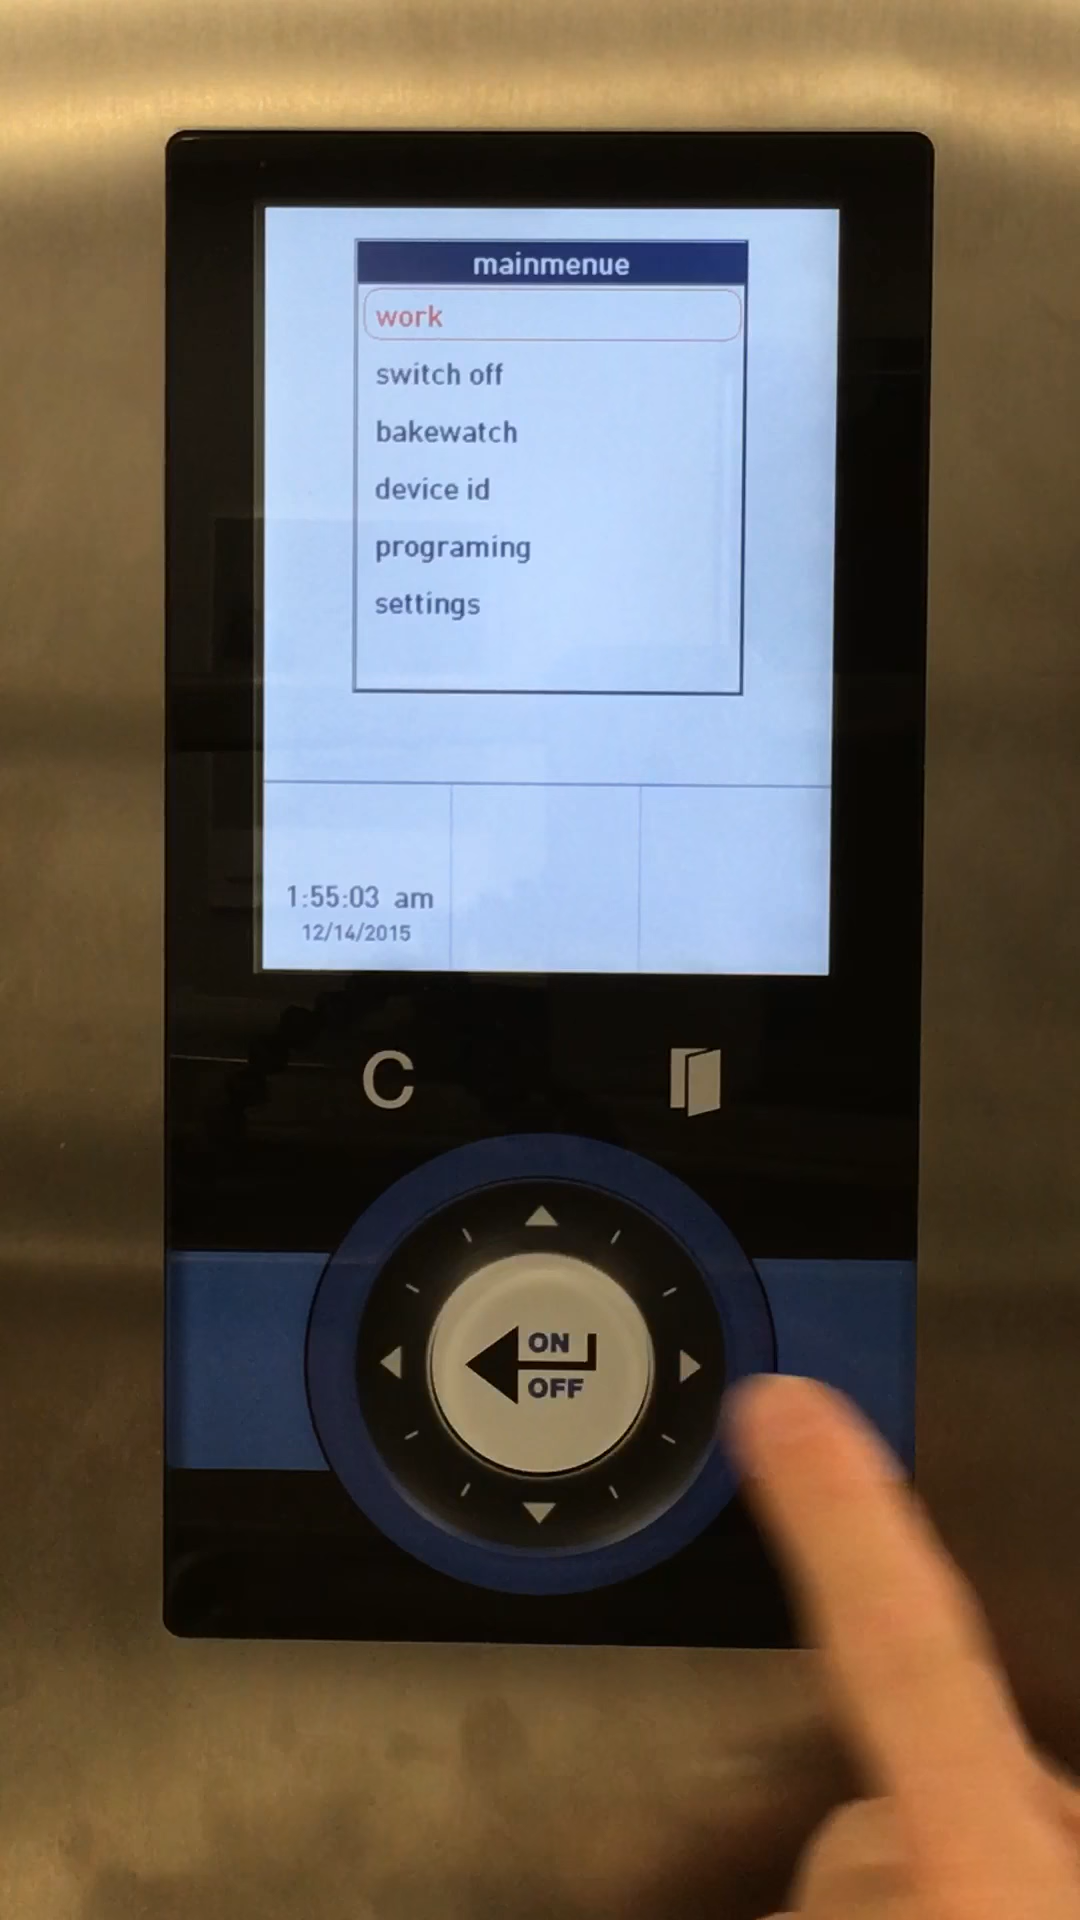 mainmenue
work
switch off
bakewatch
device id
programing
settings
1:55:03 am
12/14/2015
C
ON
OFF